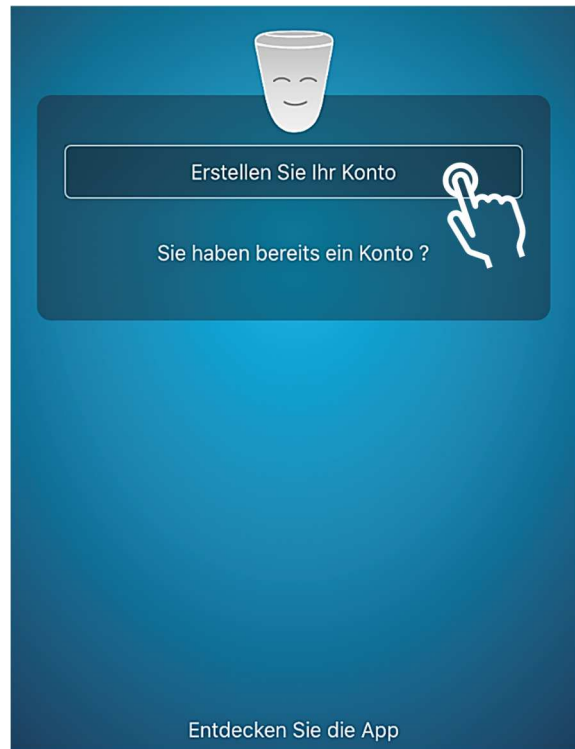 Erstellen Sie Ihr Konto
Sie haben bereits ein Konto ?
Entdecken Sie die App